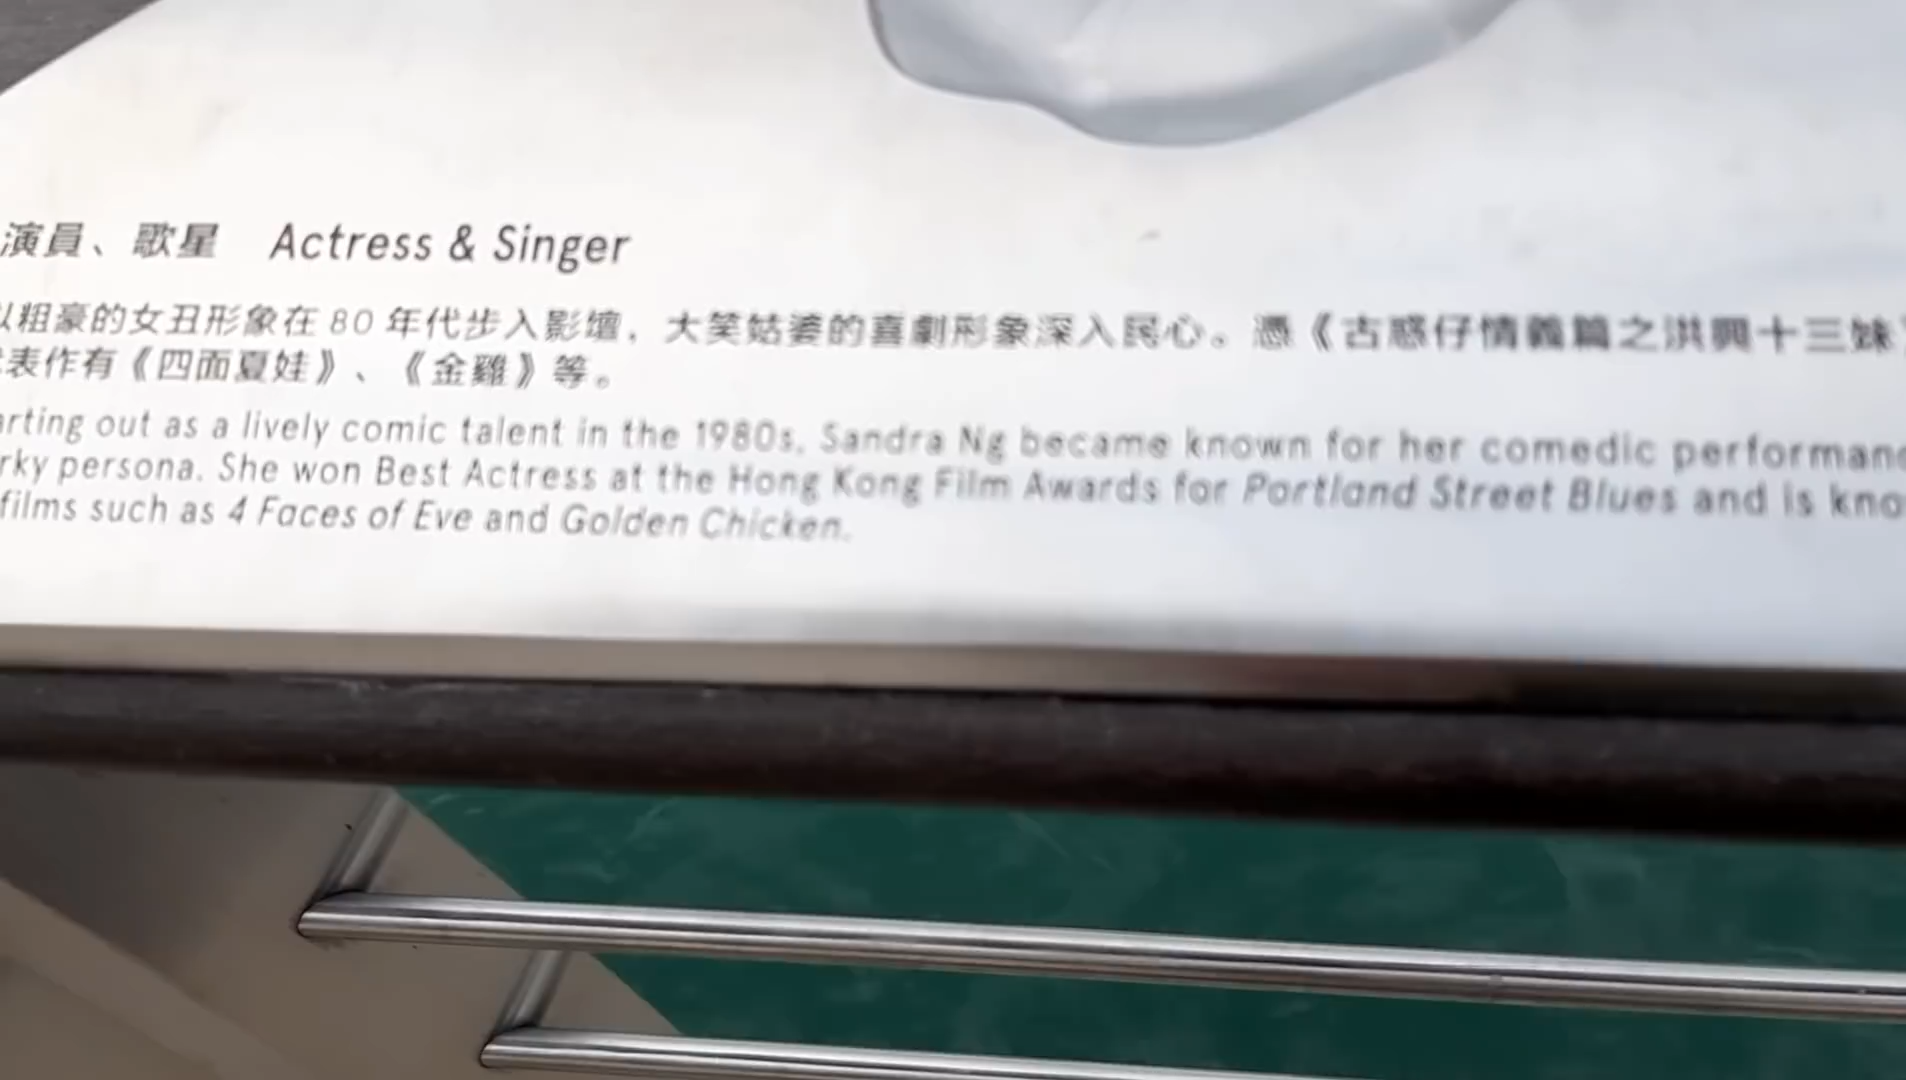 演員、歌星 Actress & Singer
以粗豪的女丑形象在 80 年代步入影壇，大笑姑婆的喜劇形象深入民心。憑《古惑仔情義篇之洪興十三妹
表作有《四面夏娃》、《金雞》等。
arting out as a lively comic talent in the 1980s, Sandra Ng became known for her comedic performanc
rky persona. She won Best Actress at the Hong Kong Film Awards for Portland Street Blues and is kno
films such as 4 Faces of Eve and Golden Chicken.